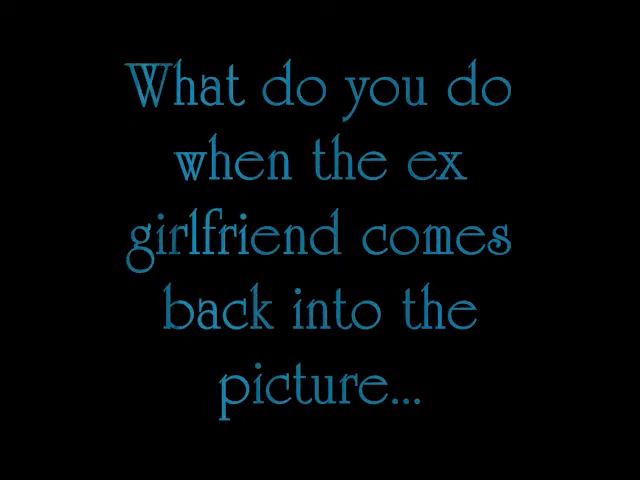 What do you do
when the ex
girlfriend comes
back into the
picture...